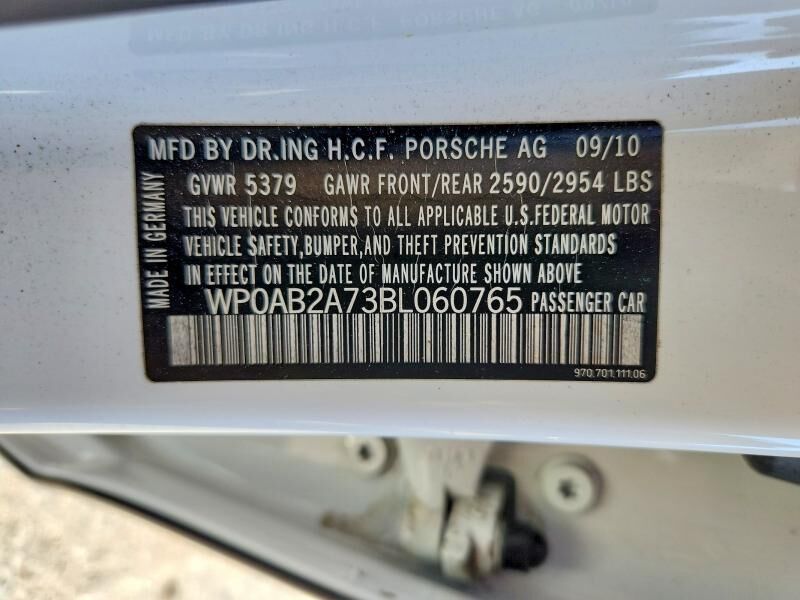 MFD BY DR.ING H.C.F. PORSCHE AG 09/10
GVWR 5379 GAWR FRONT/REAR 2590/2954 LBS
THIS VEHICLE CONFORMS TO ALL APPLICABLE U.S.FEDERAL MOTOR
VEHICLE SAFETY,BUMPER,AND THEFT PREVENTION STANDARDS
IN EFFECT ON THE DATE OF MANUFACTURE SHOWN ABOVE
WP0AB2A73BL060765 PASSENGER CAR
970.701.111.06
MADE IN GERMANY